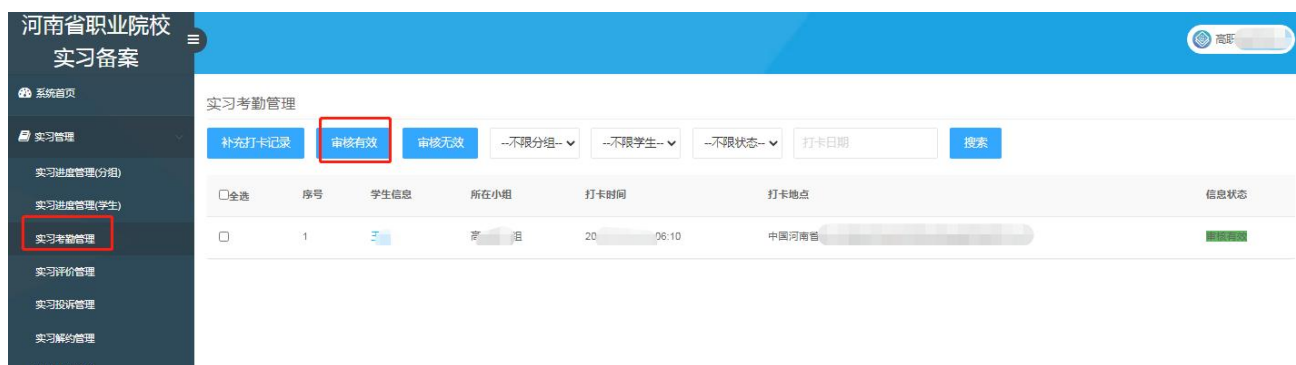 河南省职业院校
实习备案
高职
系统首页
实习管理
实习进度管理(分组)
实习进度管理(学生)
实习考勤管理
实习评价管理
实习投诉管理
实习解约管理
实习考勤管理
补充打卡记录 审核有效 审核无效 --不限分组-- --不限学生-- --不限状态-- 打卡日期 搜索
全选 序号 学生信息 所在小组 打卡时间 打卡地点 信息状态
1 王 高 组 20 06:10 中国河南省 审核有效